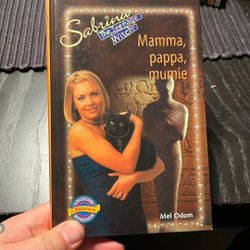 Sabrina
The Teenage
Witch
Mamma,
pappa,
mumie
Mel Odom